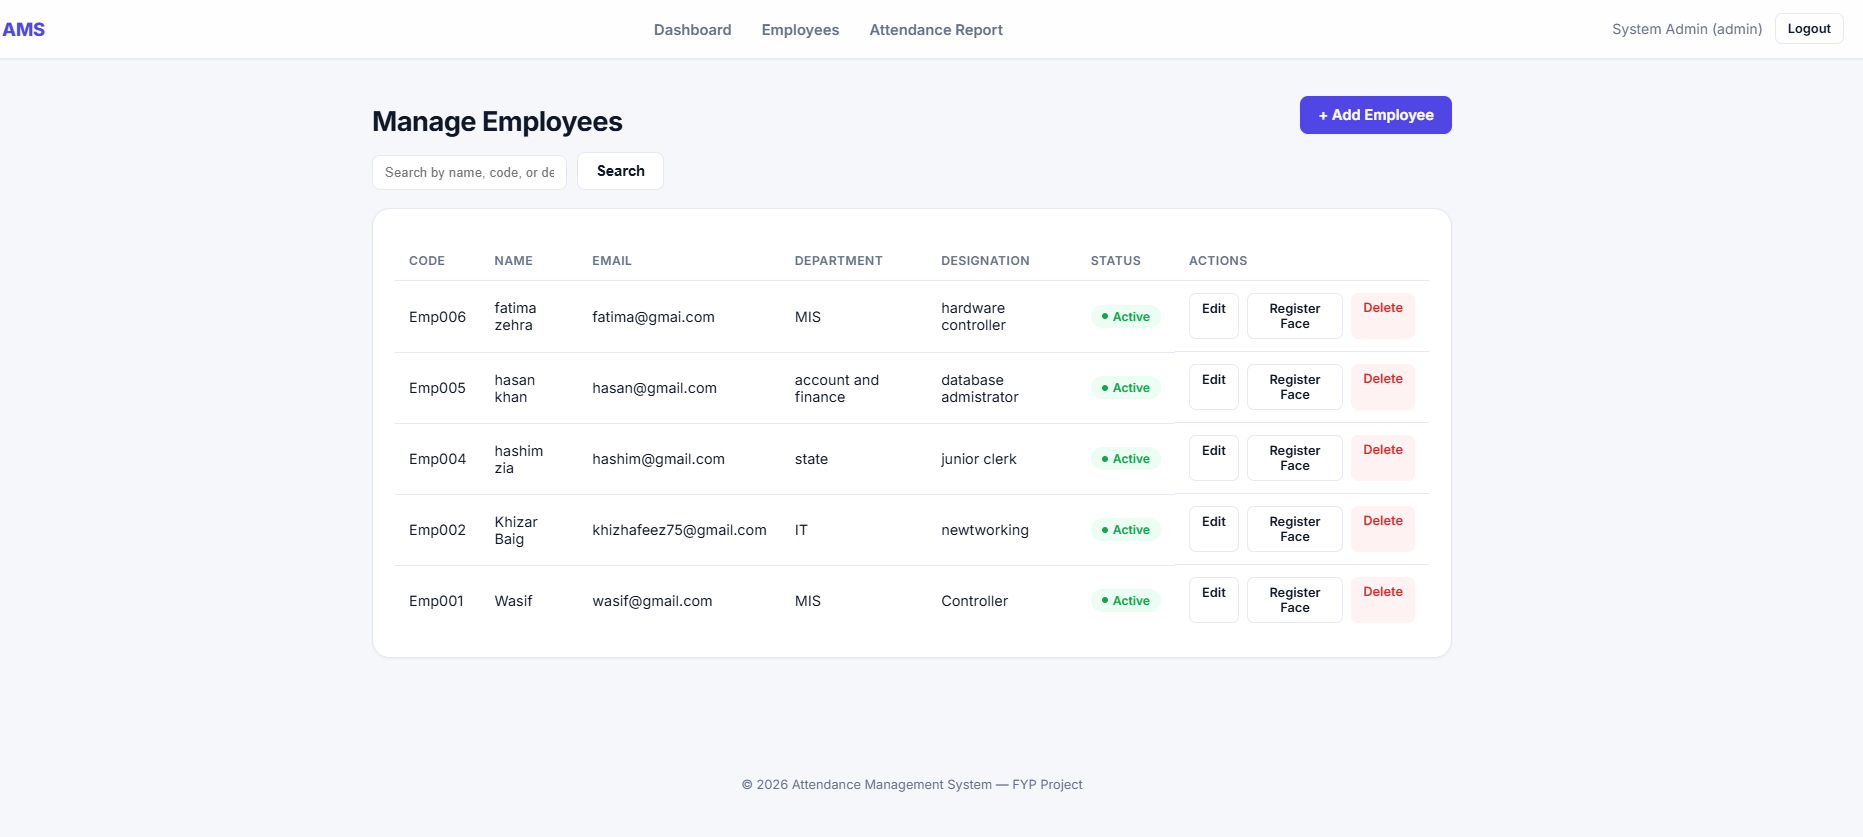 AMS
Dashboard Employees Attendance Report
System Admin (admin) Logout
Manage Employees
+ Add Employee
Search by name, code, or de
Search
CODE NAME EMAIL DEPARTMENT DESIGNATION STATUS ACTIONS
Emp006 fatima zehra fatima@gmai.com MIS hardware controller Active Edit Register Face Delete
Emp005 hasan khan hasan@gmail.com account and finance database admistrator Active Edit Register Face Delete
Emp004 hashim zia hashim@gmail.com state junior clerk Active Edit Register Face Delete
Emp002 Khizar Baig khizhafeez75@gmail.com IT newtworking Active Edit Register Face Delete
Emp001 Wasif wasif@gmail.com MIS Controller Active Edit Register Face Delete
© 2026 Attendance Management System — FYP Project